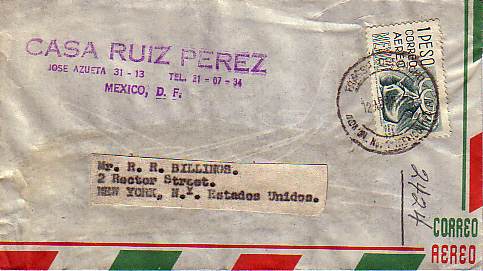 CASA RUIZ PEREZ
JOSE AZUETA 31-13 TEL. 21-07-34
MEXICO, D. F.
1 PESO
CORREO
AEREO
MEXICO
Mr. R. R. BILLINGS.
2 Rector Street.
NEW YORK, N.Y. Estados Unidos.
2424
CORREO
AEREO